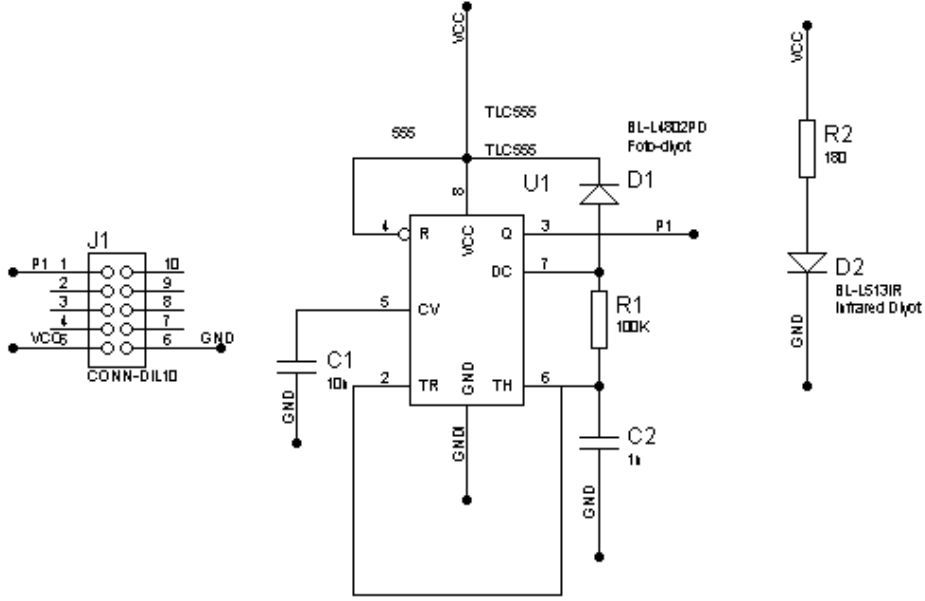 VCC
TLC555
555
TLC555
BL-L4802PD
Foto-diyot
U1
D1
8
4
R
VCC
Q
3
P1
DC
7
5
CV
R1
100K
C1
10n
GND
2
TR
GND
TH
6
C2
1n
GND
GND
J1
P1
1
10
2
9
3
8
4
7
VCC
5
6
GND
CONN-DIL10
VCC
R2
180
D2
BL-L513IR
Infrared Diyot
GND